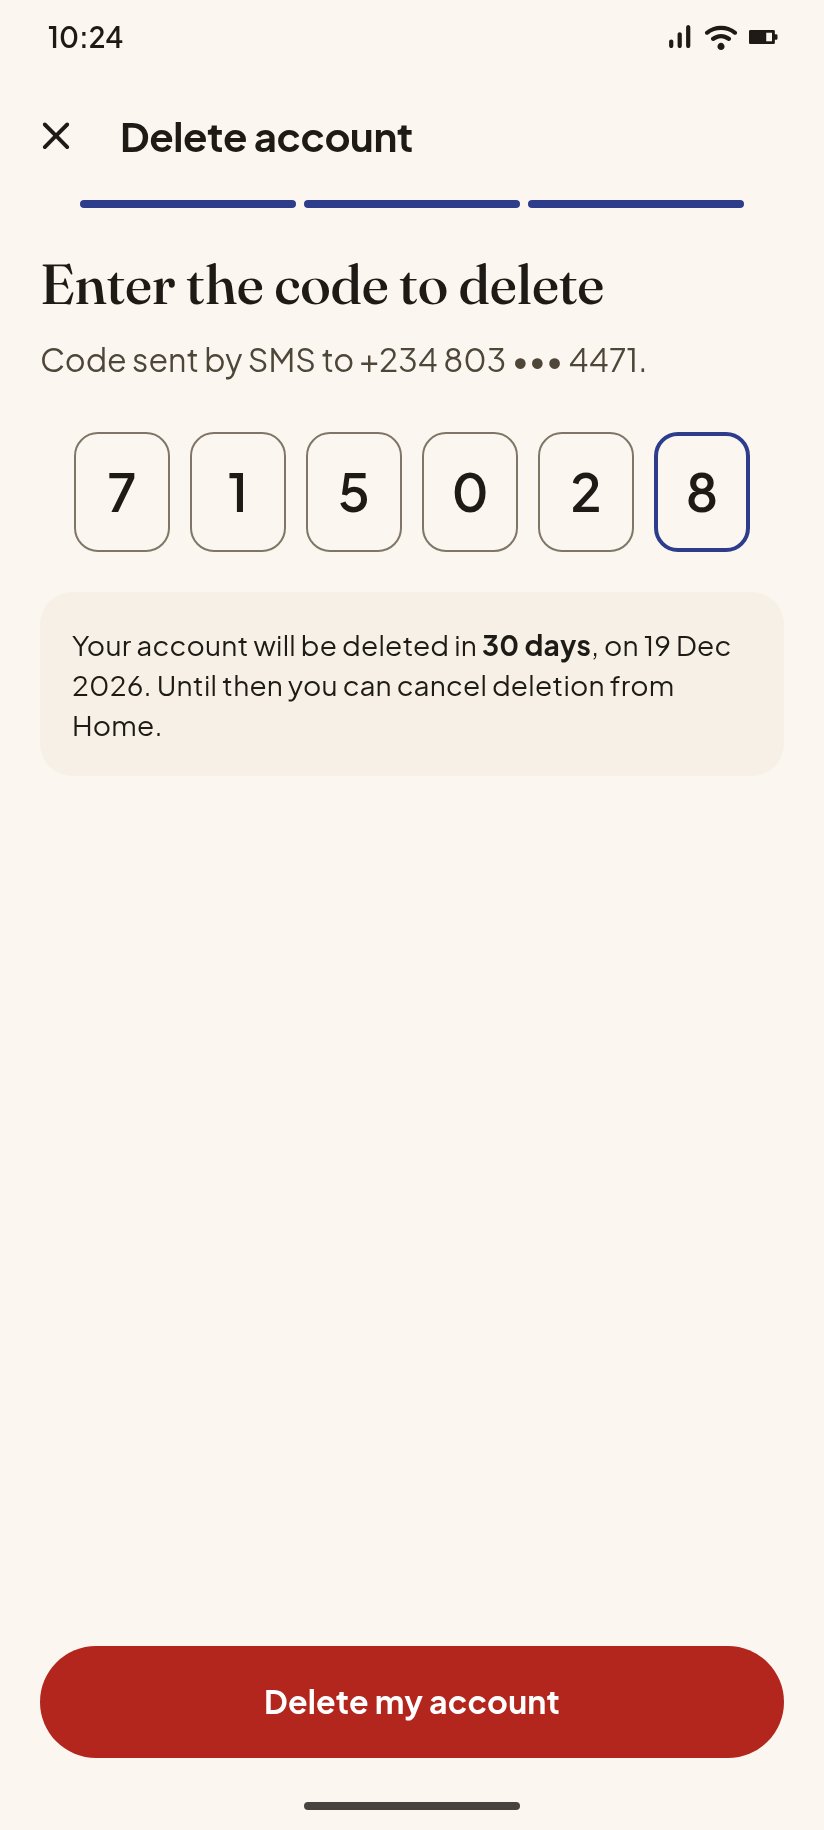 10:24
Delete account
Enter the code to delete
Code sent by SMS to +234 803 ••• 4471.
7 1 5 0 2 8
Your account will be deleted in 30 days, on 19 Dec
2026. Until then you can cancel deletion from
Home.
Delete my account